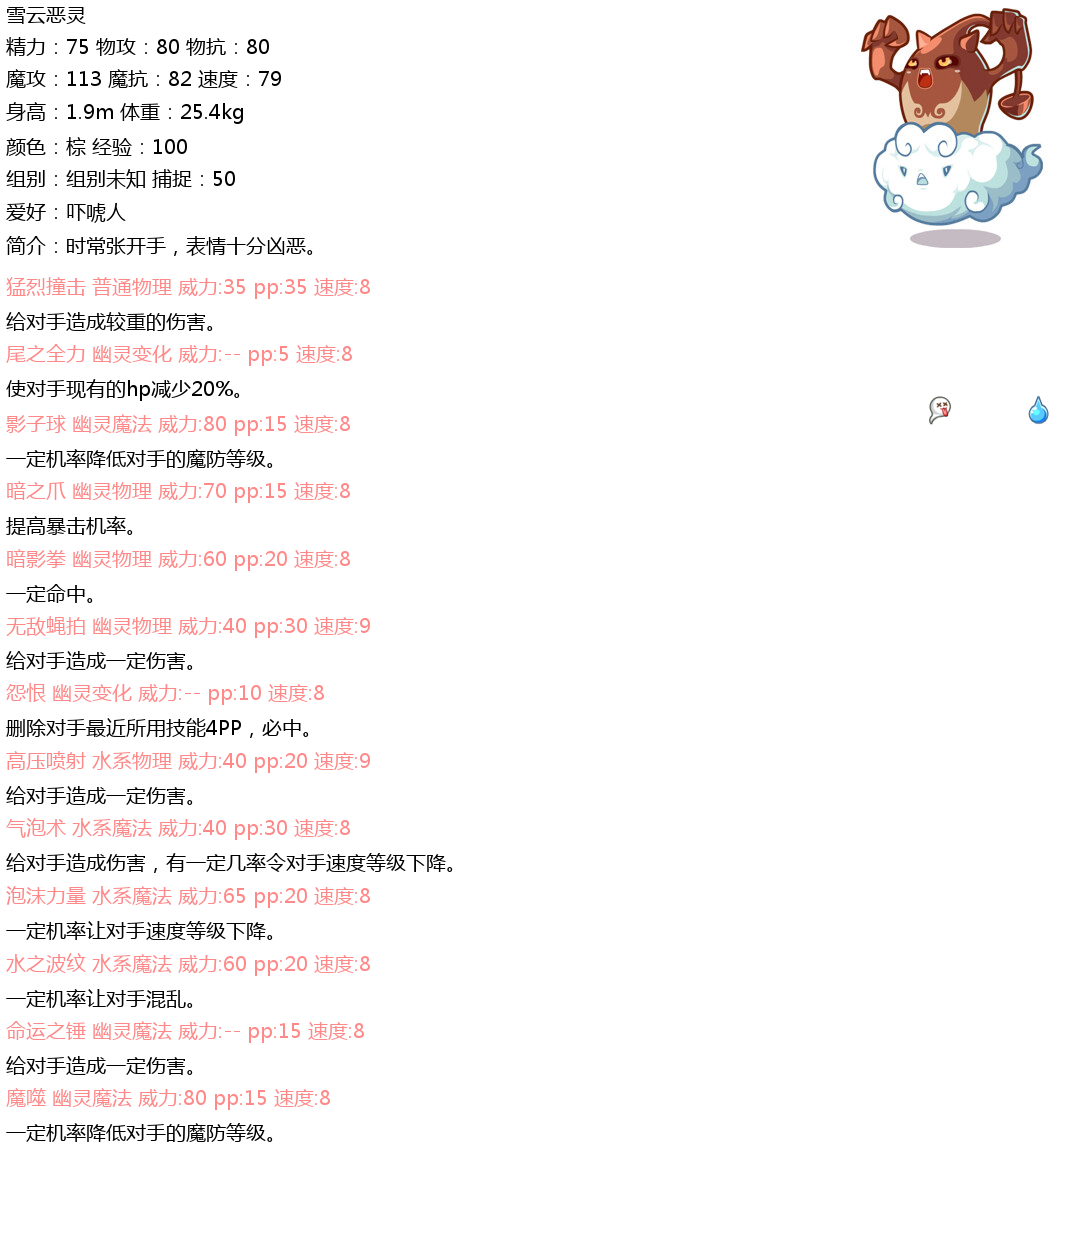 雪云恶灵
精力：75 物攻：80 物抗：80
魔攻：113 魔抗：82 速度：79
身高：1.9m 体重：25.4kg
颜色：棕 经验：100
组别：组别未知 捕捉：50
爱好：吓唬人
简介：时常张开手，表情十分凶恶。
猛烈撞击 普通物理 威力:35 pp:35 速度:8
给对手造成较重的伤害。
尾之全力 幽灵变化 威力:-- pp:5 速度:8
使对手现有的hp减少20%。
影子球 幽灵魔法 威力:80 pp:15 速度:8
一定机率降低对手的魔防等级。
暗之爪 幽灵物理 威力:70 pp:15 速度:8
提高暴击机率。
暗影拳 幽灵物理 威力:60 pp:20 速度:8
一定命中。
无敌蝇拍 幽灵物理 威力:40 pp:30 速度:9
给对手造成一定伤害。
怨恨 幽灵变化 威力:-- pp:10 速度:8
删除对手最近所用技能4PP，必中。
高压喷射 水系物理 威力:40 pp:20 速度:9
给对手造成一定伤害。
气泡术 水系魔法 威力:40 pp:30 速度:8
给对手造成伤害，有一定几率令对手速度等级下降。
泡沫力量 水系魔法 威力:65 pp:20 速度:8
一定机率让对手速度等级下降。
水之波纹 水系魔法 威力:60 pp:20 速度:8
一定机率让对手混乱。
命运之锤 幽灵魔法 威力:-- pp:15 速度:8
给对手造成一定伤害。
魔噬 幽灵魔法 威力:80 pp:15 速度:8
一定机率降低对手的魔防等级。